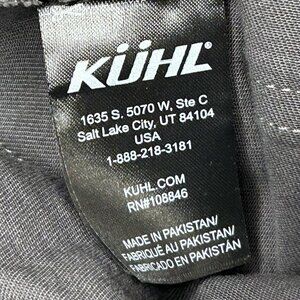 KÜHL
1635 S. 5070 W, Ste C
Salt Lake City, UT 84104
USA
1-888-218-3181
KUHL.COM
RN#108846
MADE IN PAKISTAN/
FABRIQUÉ AU PAKISTAN/
FABRICADO EN PAKISTÁN